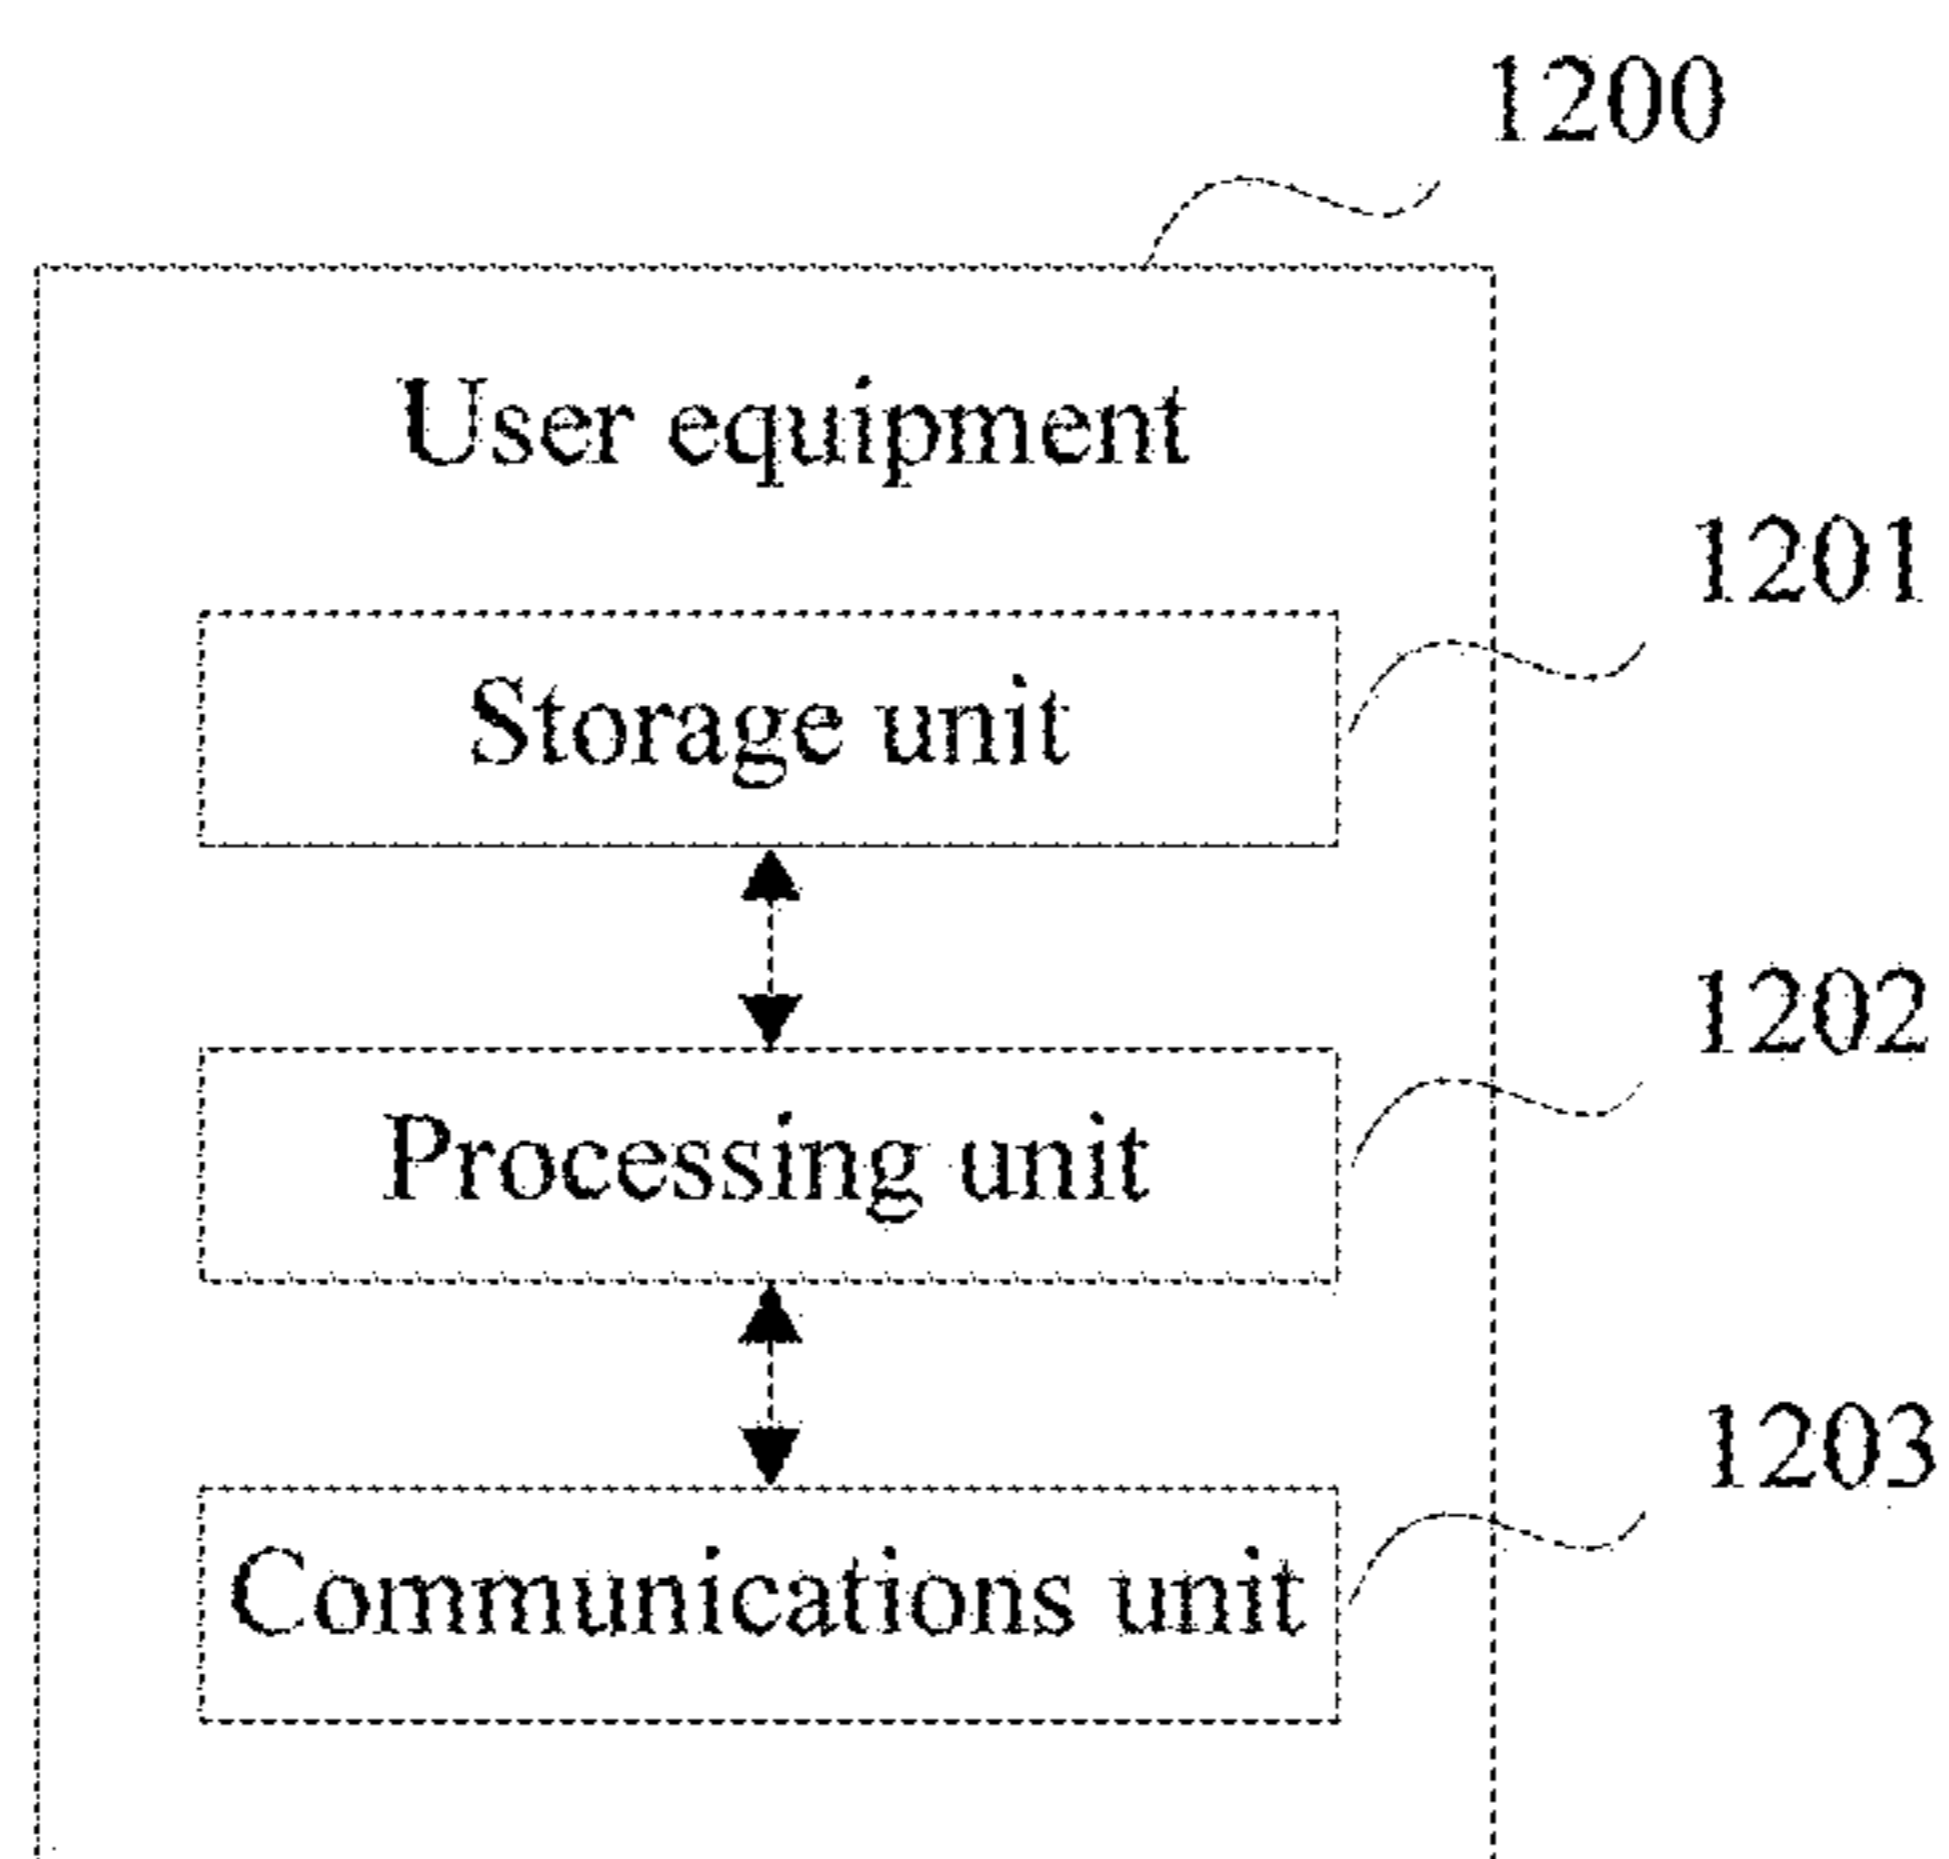 1200
User equipment
1201
Storage unit
1202
Processing unit
1203
Communications unit